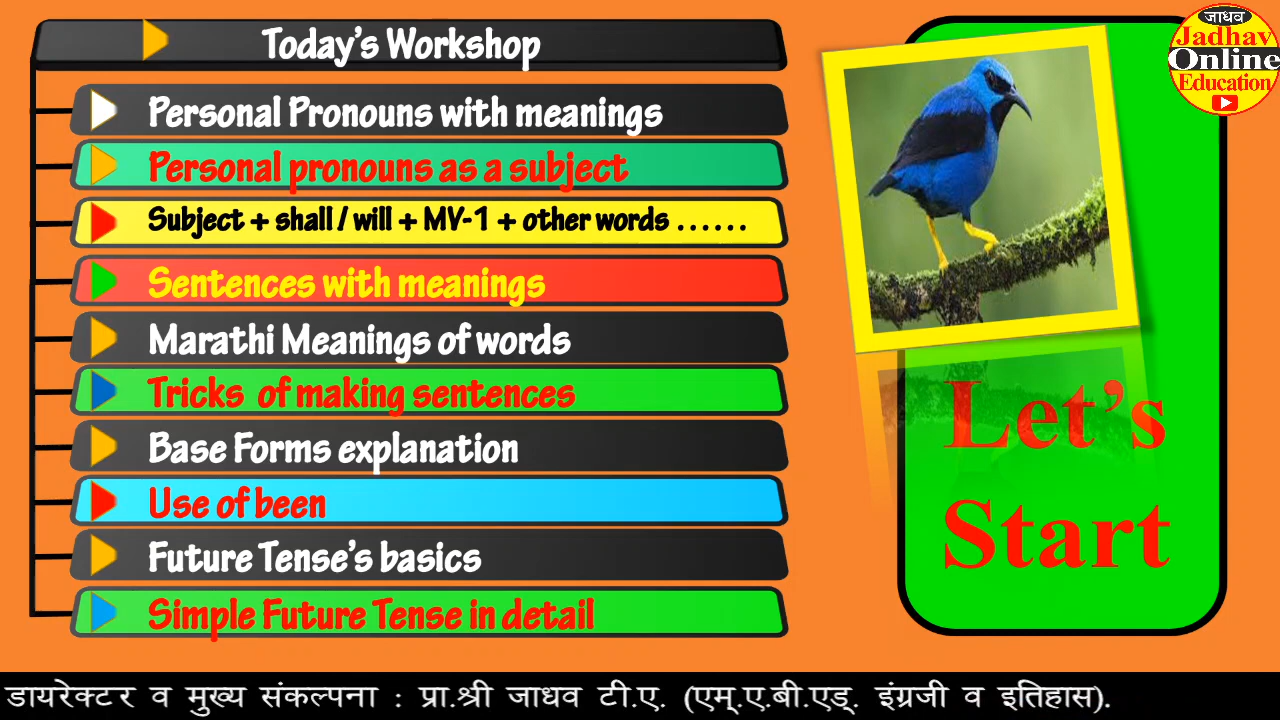 Today's Workshop
Personal Pronouns with meanings
Personal pronouns as a subject
Subject + shall / will + MV-1 + other words ......
Sentences with meanings
Marathi Meanings of words
Tricks of making sentences
Base Forms explanation
Use of been
Future Tense's basics
Simple Future Tense in detail
जाधव
Jadhav
Online
Education
Let's
Start
डायरेक्टर व मुख्य संकल्पना : प्रा.श्री जाधव टी.ए. (एम्.ए.बी.एड्. इंग्रजी व इतिहास).